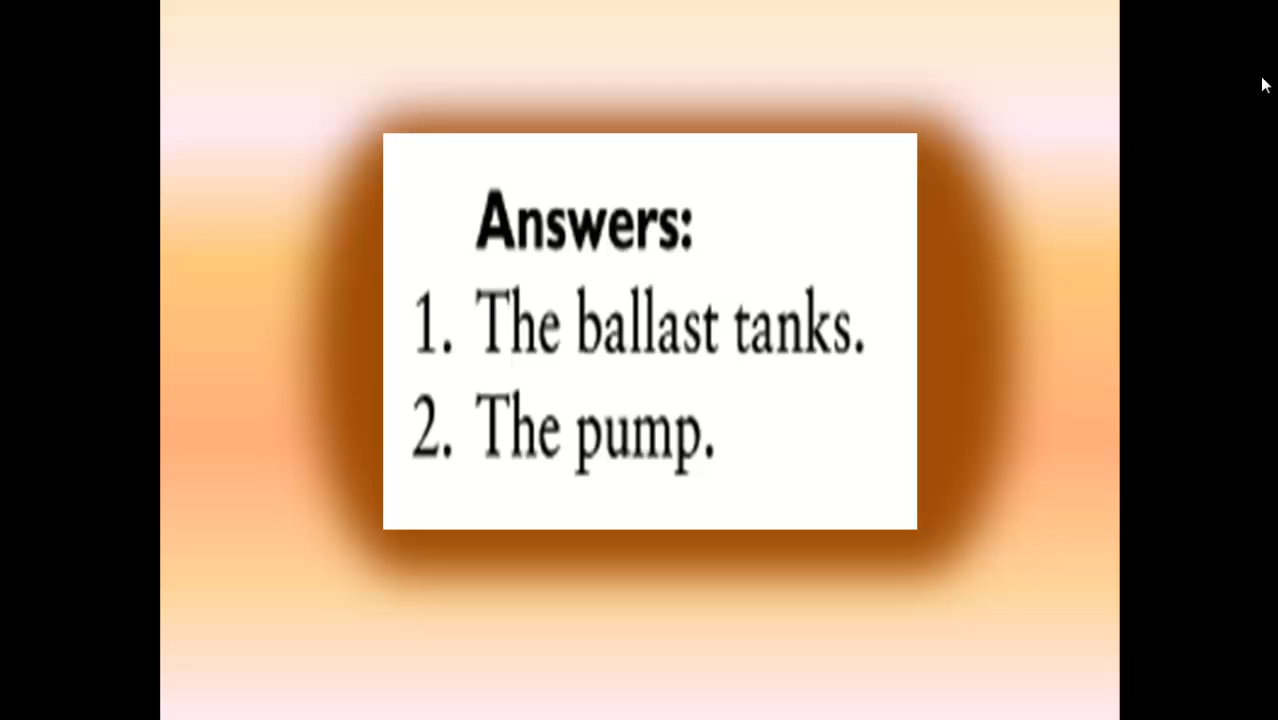 Answers:
1. The ballast tanks.
2. The pump.